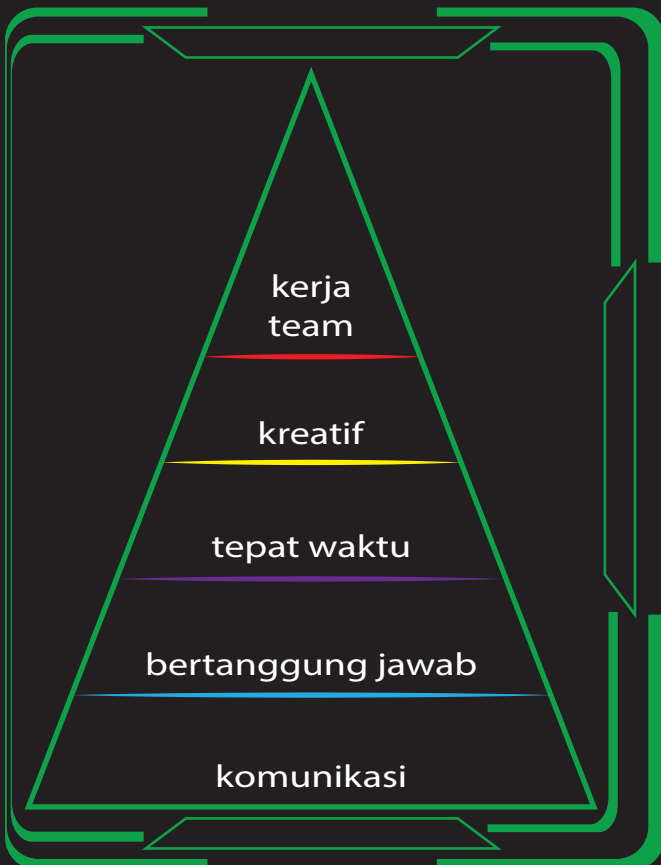 kerja
team
kreatif
tepat waktu
bertanggung jawab
komunikasi